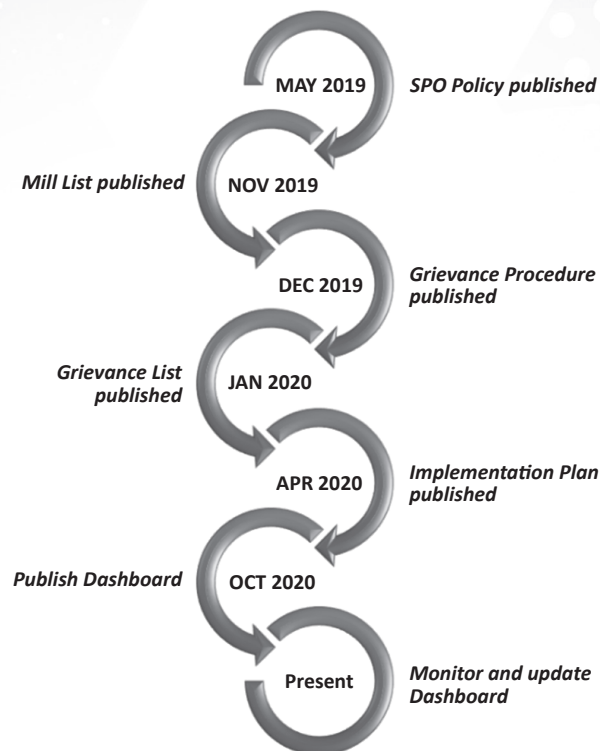 MAY 2019
SPO Policy published
Mill List published
NOV 2019
DEC 2019
Grievance Procedure
published
Grievance List
published
JAN 2020
APR 2020
Implementation Plan
published
Publish Dashboard
OCT 2020
Present
Monitor and update
Dashboard